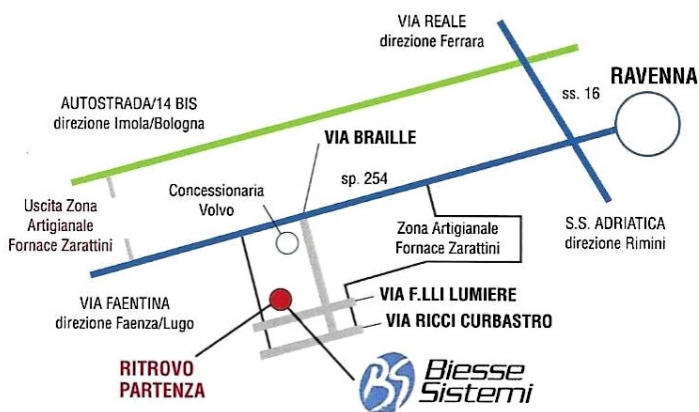 VIA REALE
direzione Ferrara
RAVENNA
ss. 16
AUTOSTRADA/14 BIS
direzione Imola/Bologna
VIA BRAILLE
sp. 254
Concessionaria
Volvo
Uscita Zona
Artigianale
Fornace Zarattini
Zona Artigianale
Fornace Zarattini
S.S. ADRIATICA
direzione Rimini
VIA FAENTINA
direzione Faenza/Lugo
VIA F.LLI LUMIERE
VIA RICCI CURBASTRO
RITROVO
PARTENZA
BS Biesse
Sistemi